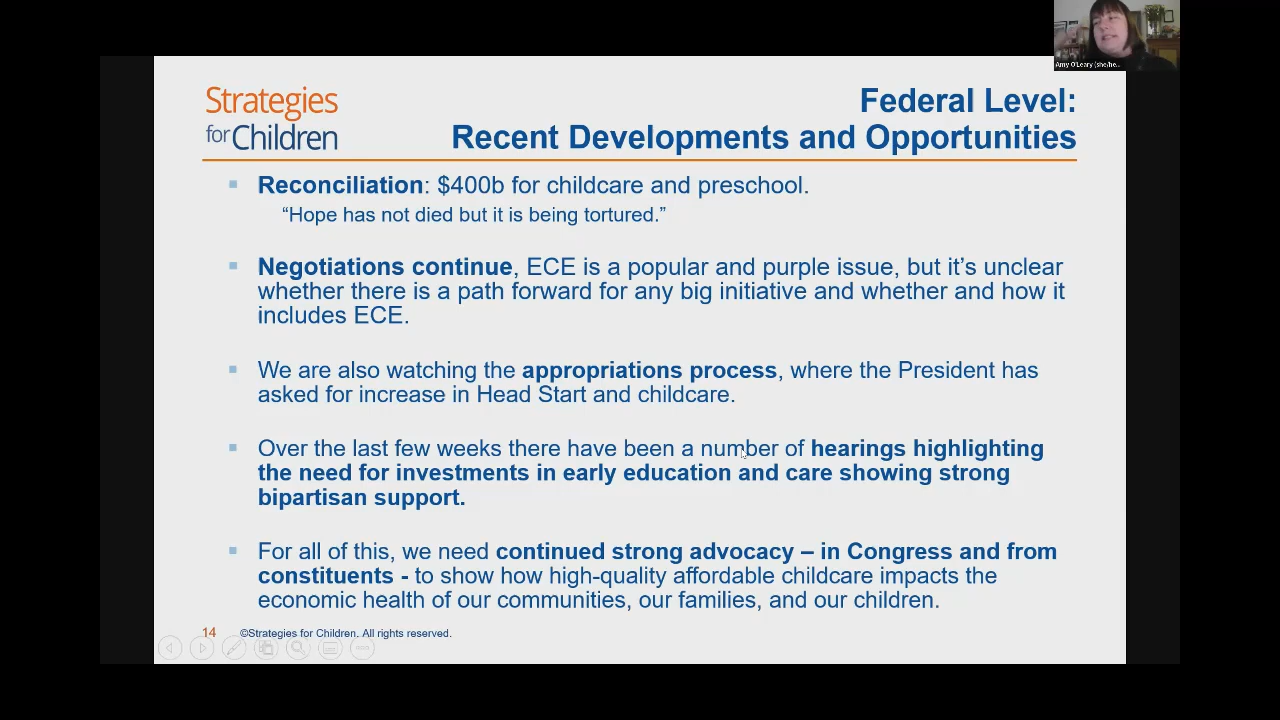 Amy O'Leary (she/he...
Strategies
for Children
Federal Level:
Recent Developments and Opportunities
Reconciliation: $400b for childcare and preschool.
“Hope has not died but it is being tortured.”
Negotiations continue, ECE is a popular and purple issue, but it’s unclear
whether there is a path forward for any big initiative and whether and how it
includes ECE.
We are also watching the appropriations process, where the President has
asked for increase in Head Start and childcare.
Over the last few weeks there have been a number of hearings highlighting
the need for investments in early education and care showing strong
bipartisan support.
For all of this, we need continued strong advocacy – in Congress and from
constituents - to show how high-quality affordable childcare impacts the
economic health of our communities, our families, and our children.
14 ©Strategies for Children. All rights reserved.